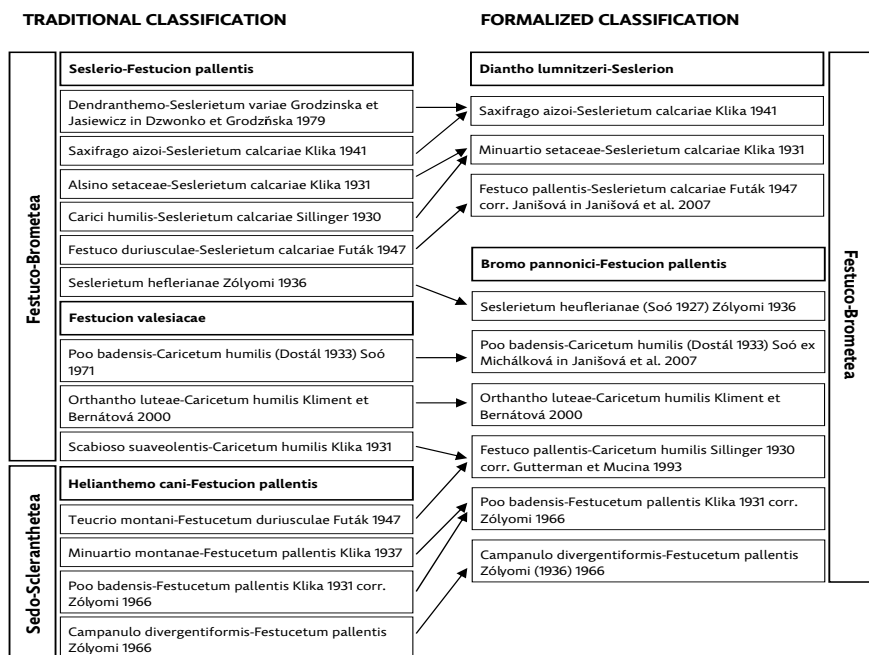 TRADITIONAL CLASSIFICATION
Festuco-Brometea
Seslerio-Festucion pallentis
Dendranthemo-Seslerietum variae Grodzinska et
Jasiewicz in Dzwonko et Grodzňska 1979
Saxifrago aizoi-Seslerietum calcariae Klika 1941
Alsino setaceae-Seslerietum calcariae Klika 1931
Carici humilis-Seslerietum calcariae Sillinger 1930
Festuco duriusculae-Seslerietum calcariae Futák 1947
Seslerietum heflerianae Zólyomi 1936
Festucion valesiacae
Poo badensis-Caricetum humilis (Dostál 1933) Soó
1971
Orthantho luteae-Caricetum humilis Kliment et
Bernátová 2000
Scabioso suaveolentis-Caricetum humilis Klika 1931
Sedo-Scleranthetea
Helianthemo cani-Festucion pallentis
Teucrio montani-Festucetum duriusculae Futák 1947
Minuartio montanae-Festucetum pallentis Klika 1937
Poo badensis-Festucetum pallentis Klika 1931 corr.
Zólyomi 1966
Campanulo divergentiformis-Festucetum pallentis
Zólyomi 1966
FORMALIZED CLASSIFICATION
Diantho lumnitzeri-Seslerion
Saxifrago aizoi-Seslerietum calcariae Klika 1941
Minuartio setaceae-Seslerietum calcariae Klika 1931
Festuco pallentis-Seslerietum calcariae Futák 1947
corr. Janišová in Janišová et al. 2007
Bromo pannonici-Festucion pallentis
Seslerietum heuflerianae (Soó 1927) Zólyomi 1936
Poo badensis-Caricetum humilis (Dostál 1933) Soó ex
Michálková in Janišová et al. 2007
Orthantho luteae-Caricetum humilis Kliment et
Bernátová 2000
Festuco pallentis-Caricetum humilis Sillinger 1930
corr. Gutterman et Mucina 1993
Poo badensis-Festucetum pallentis Klika 1931 corr.
Zólyomi 1966
Campanulo divergentiformis-Festucetum pallentis
Zólyomi (1936) 1966
Festuco-Brometea